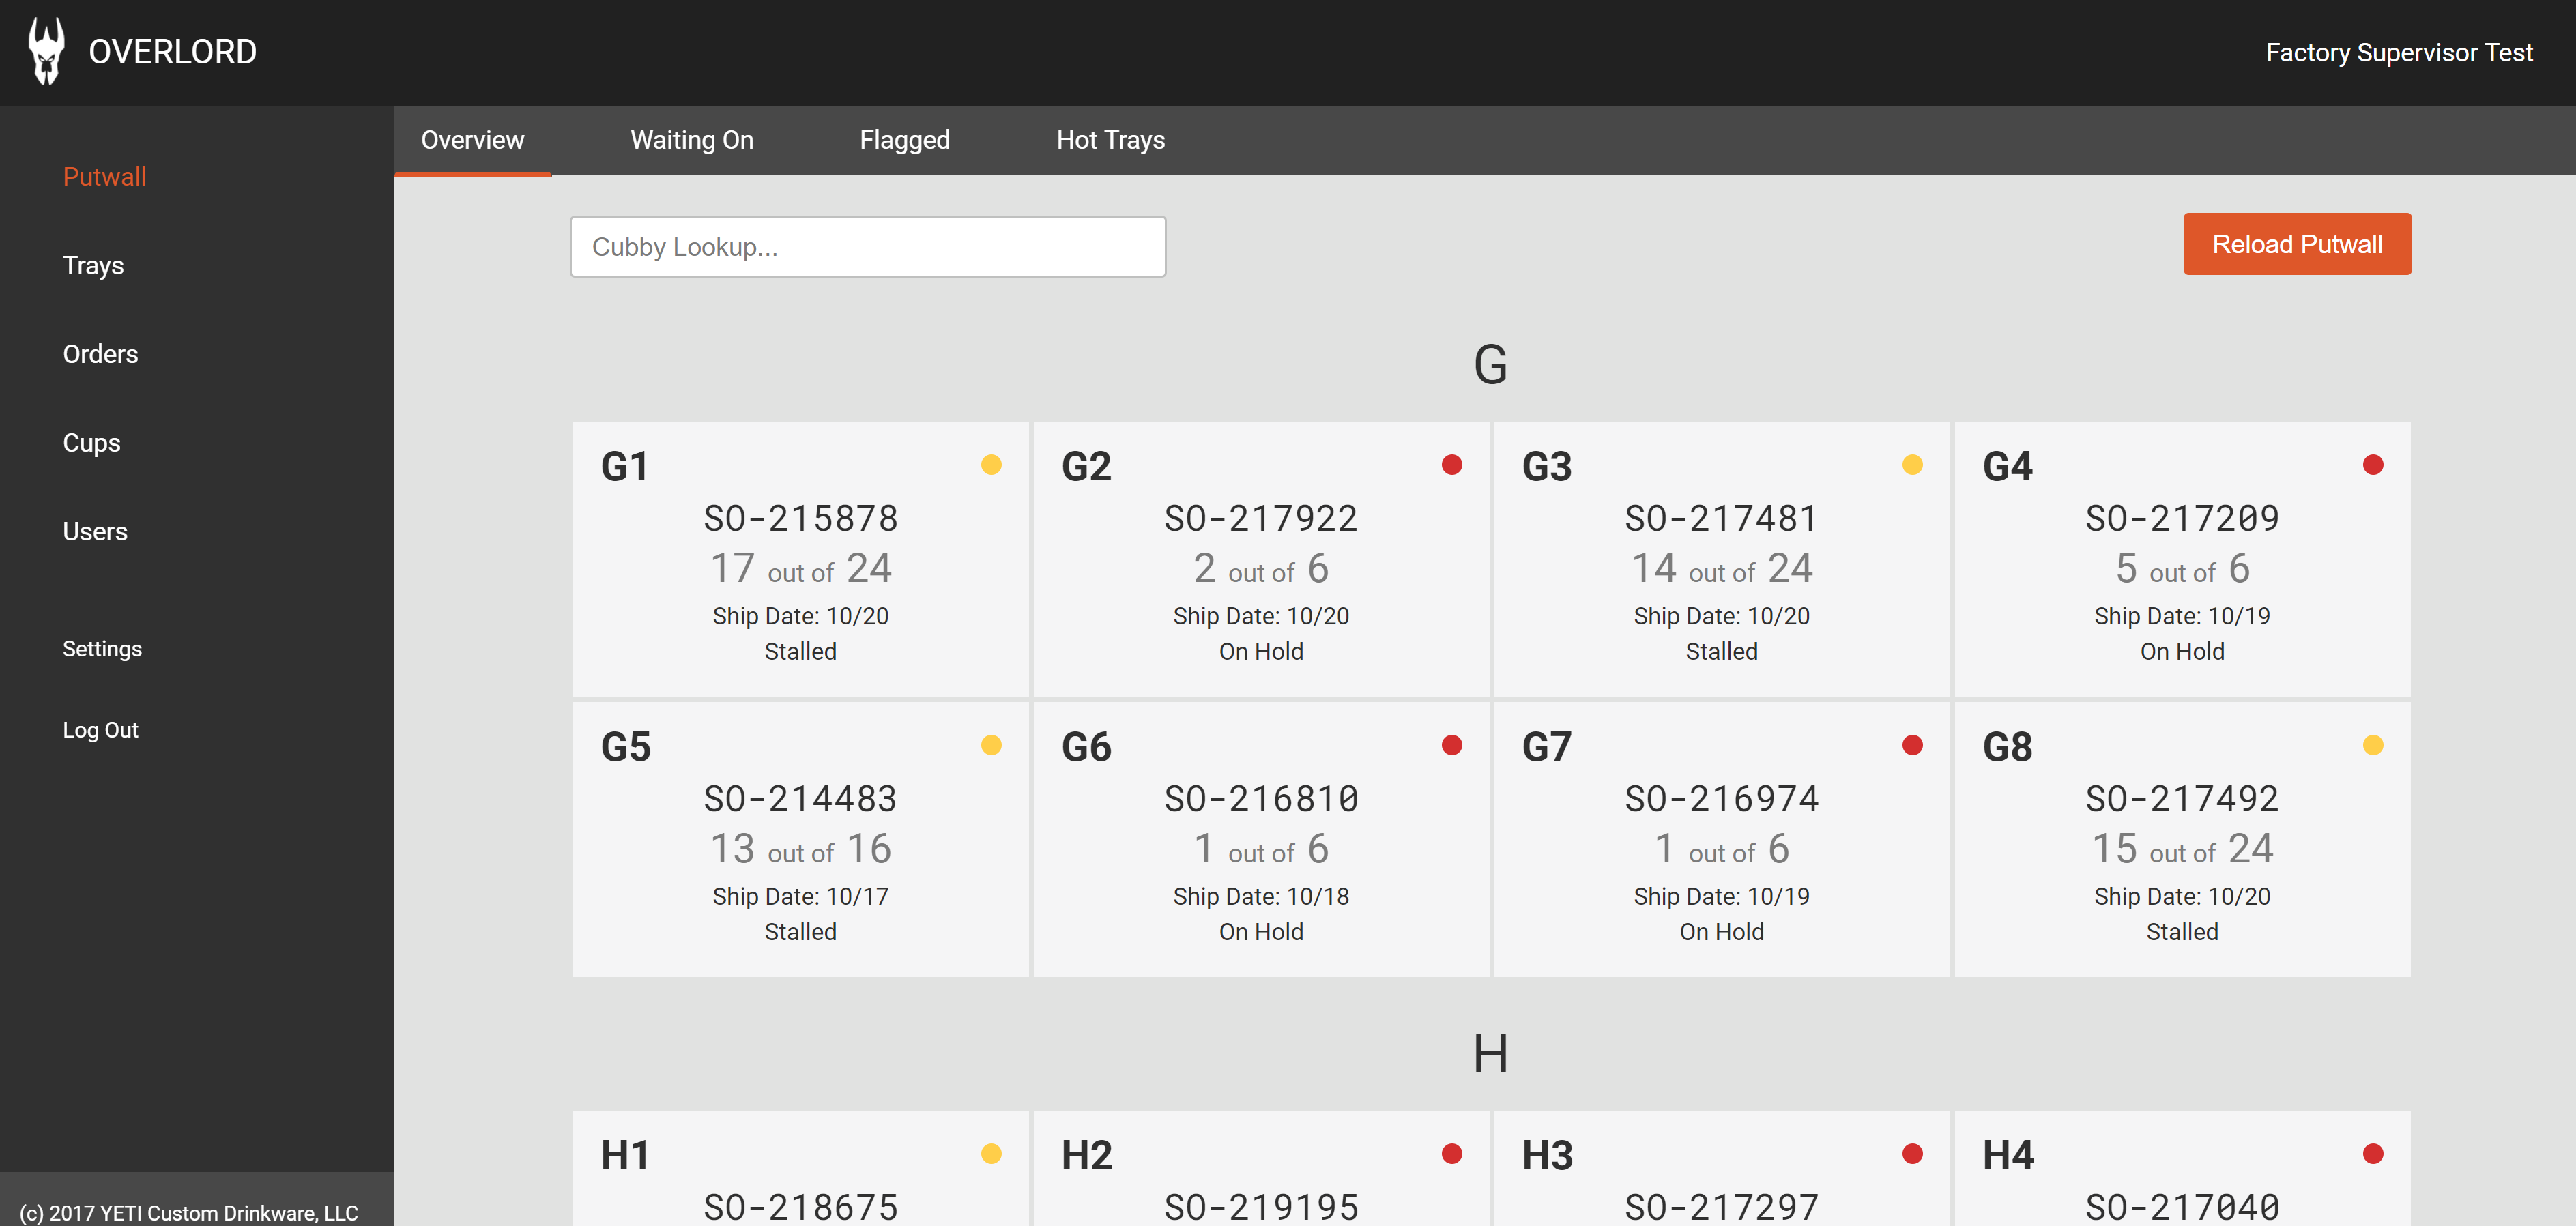 OVERLORD
Factory Supervisor Test
Putwall
Trays
Orders
Cups
Users
Settings
Log Out
(c) 2017 YETI Custom Drinkware, LLC
Overview Waiting On Flagged Hot Trays
Cubby Lookup...
Reload Putwall
G
G1
SO-215878
17 out of 24
Ship Date: 10/20
Stalled
G2
SO-217922
2 out of 6
Ship Date: 10/20
On Hold
G3
SO-217481
14 out of 24
Ship Date: 10/20
Stalled
G4
SO-217209
5 out of 6
Ship Date: 10/19
On Hold
G5
SO-214483
13 out of 16
Ship Date: 10/17
Stalled
G6
SO-216810
1 out of 6
Ship Date: 10/18
On Hold
G7
SO-216974
1 out of 6
Ship Date: 10/19
On Hold
G8
SO-217492
15 out of 24
Ship Date: 10/20
Stalled
H
H1
SO-218675
H2
SO-219195
H3
SO-217297
H4
SO-217040